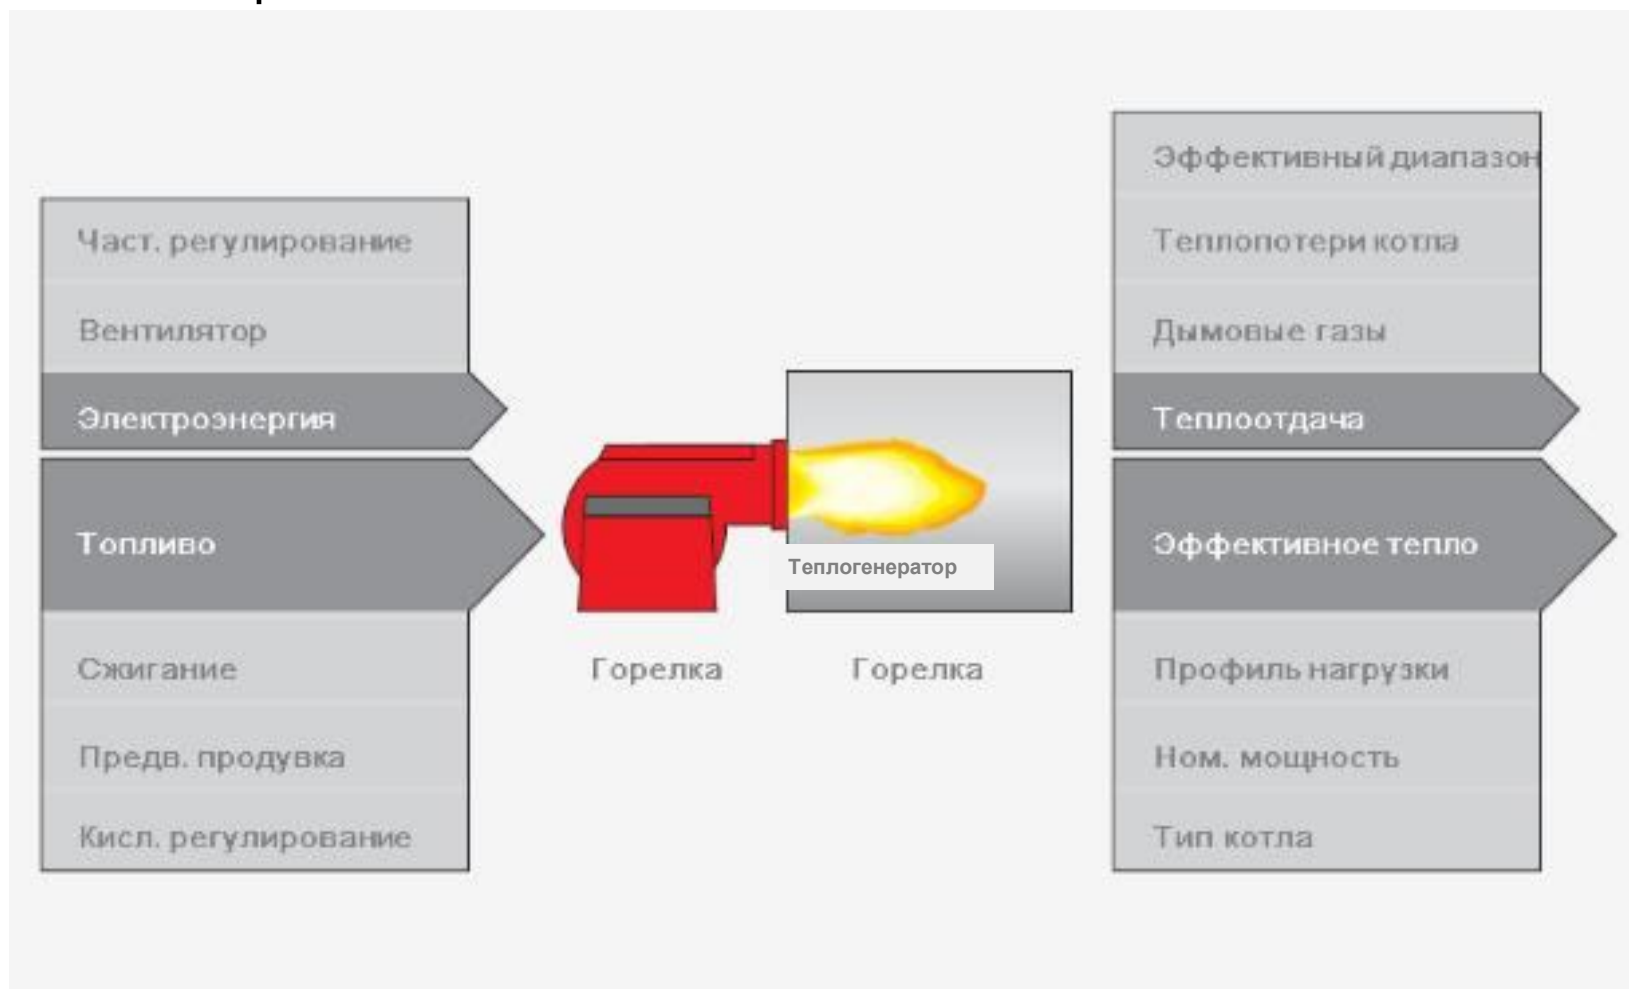 Част. регулирование
Вентилятор
Электроэнергия
Топливо
Сжигание
Предв. продувка
Кисл. регулирование
Теплогенератор
Горелка
Горелка
Эффективный диапазон
Теплопотери котла
Дымовые газы
Теплоотдача
Эффективное тепло
Профиль нагрузки
Ном. мощность
Тип котла